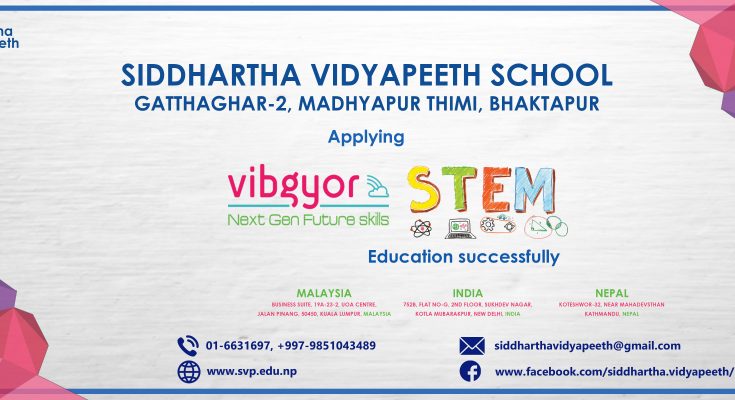 SIDDHARTHA VIDYAPEETH SCHOOL
GATTHAGHAR-2, MADHYAPUR THIMI, BHAKTAPUR
Applying
vibgyor
Next Gen Future skills
STEM
Education successfully
MALAYSIA
BUSINESS SUITE, 19A-23-2, UOA CENTRE,
JALAN PINANG, 50450, KUALA LUMPUR, MALAYSIA
INDIA
752B, FLAT NO-G, 2ND FLOOR, SUKHDEV NAGAR,
KOTLA MUBARAKPUR, NEW DELHI, INDIA
NEPAL
KOTESHWOR-32, NEAR MAHADEVSTHAN
KATHMANDU, NEPAL
01-6631697, +977-9851043489
siddharthavidyapeeth@gmail.com
www.svp.edu.np
www.facebook.com/siddhartha.vidyapeeth/